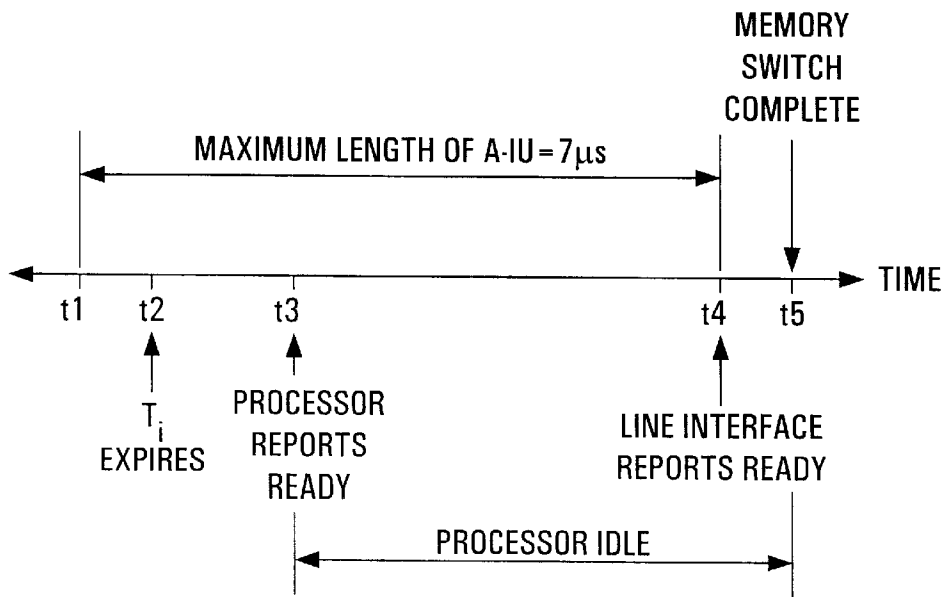 MEMORY
SWITCH
COMPLETE
MAXIMUM LENGTH OF A-IU = 7μs
TIME
t1
t2
t3
t4
t5
Ti
EXPIRES
PROCESSOR
REPORTS
READY
LINE INTERFACE
REPORTS READY
PROCESSOR IDLE